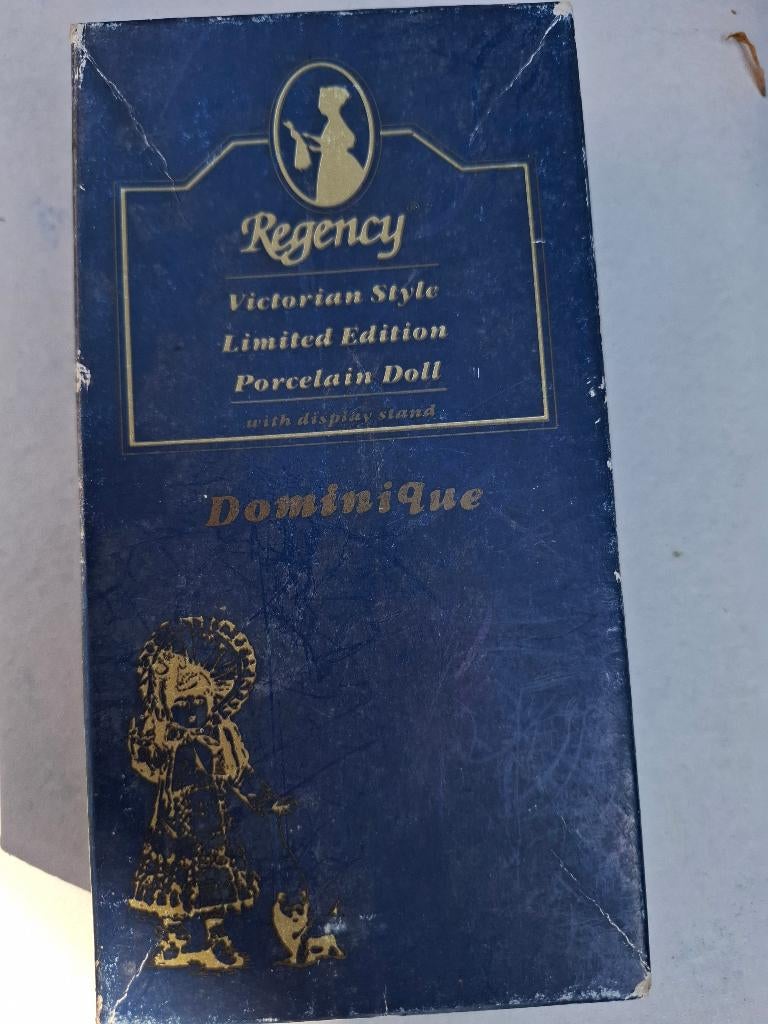 Regency®
Victorian Style
Limited Edition
Porcelain Doll
with display stand
Dominique